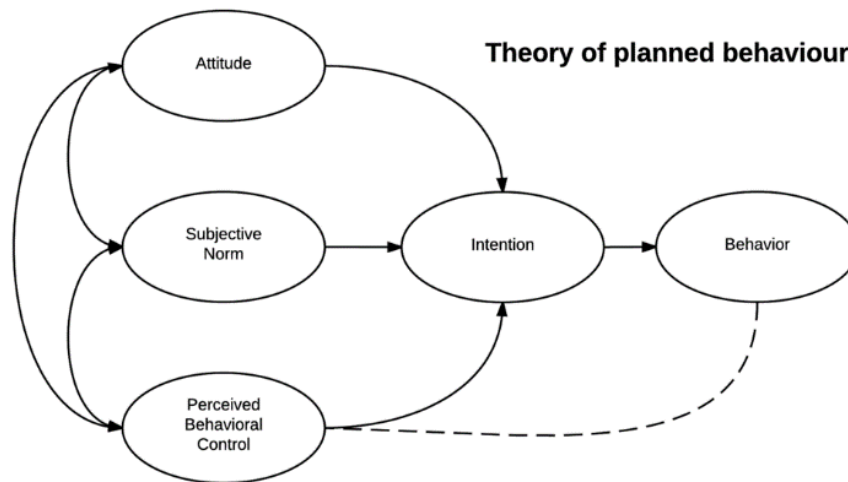 Theory of planned behaviour
Attitude
Subjective
Norm
Intention
Behavior
Perceived
Behavioral
Control